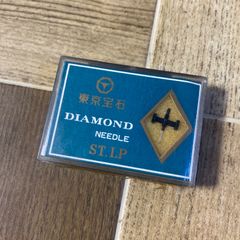 東京宝石
DIAMOND
NEEDLE
ST.LP